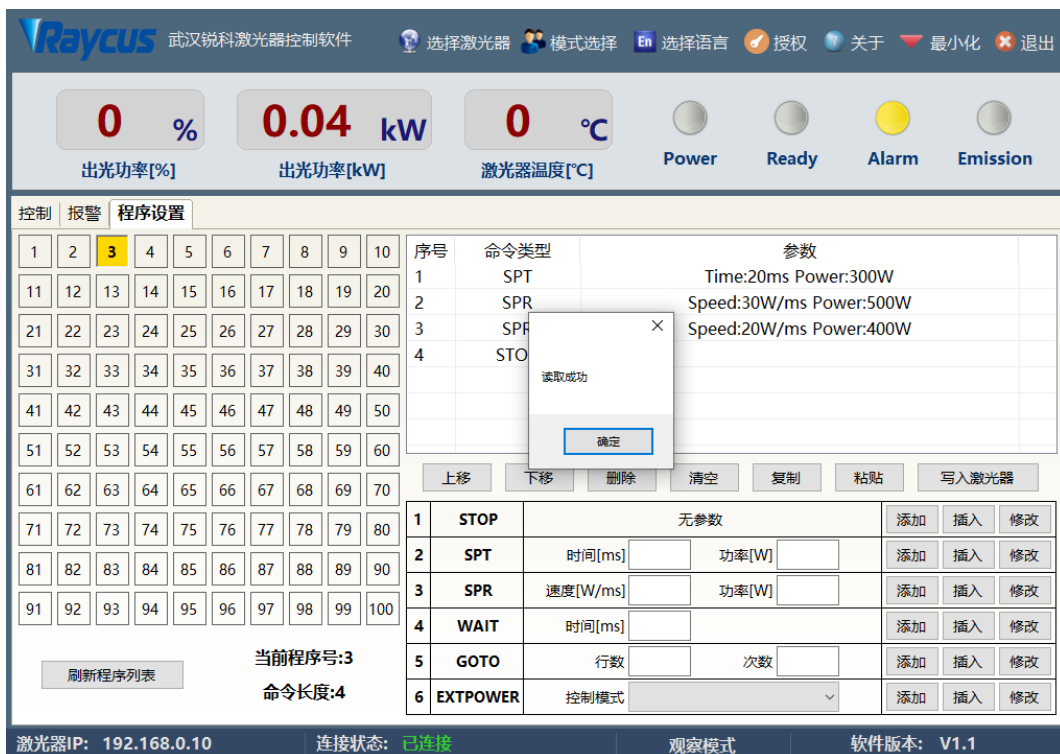 Raycus 武汉锐科激光器控制软件 选择激光器 模式选择 En 选择语言 授权 关于 最小化 退出
0 % 0.04 kW 0 ℃
出光功率[%] 出光功率[kW] 激光器温度[℃] Power Ready Alarm Emission
控制 报警 程序设置
1 2 3 4 5 6 7 8 9 10
11 12 13 14 15 16 17 18 19 20
21 22 23 24 25 26 27 28 29 30
31 32 33 34 35 36 37 38 39 40
41 42 43 44 45 46 47 48 49 50
51 52 53 54 55 56 57 58 59 60
61 62 63 64 65 66 67 68 69 70
71 72 73 74 75 76 77 78 79 80
81 82 83 84 85 86 87 88 89 90
91 92 93 94 95 96 97 98 99 100
刷新程序列表
当前程序号:3
命令长度:4
序号 命令类型 参数
1 SPT Time:20ms Power:300W
2 SPR Speed:30W/ms Power:500W
3 SPR Speed:20W/ms Power:400W
4 STO
读取成功
确定
上移 下移 删除 清空 复制 粘贴 写入激光器
1 STOP 无参数 添加 插入 修改
2 SPT 时间[ms] 功率[W] 添加 插入 修改
3 SPR 速度[W/ms] 功率[W] 添加 插入 修改
4 WAIT 时间[ms] 添加 插入 修改
5 GOTO 行数 次数 添加 插入 修改
6 EXTPOWER 控制模式 添加 插入 修改
激光器IP: 192.168.0.10 连接状态: 已连接 观察模式 软件版本: V1.1